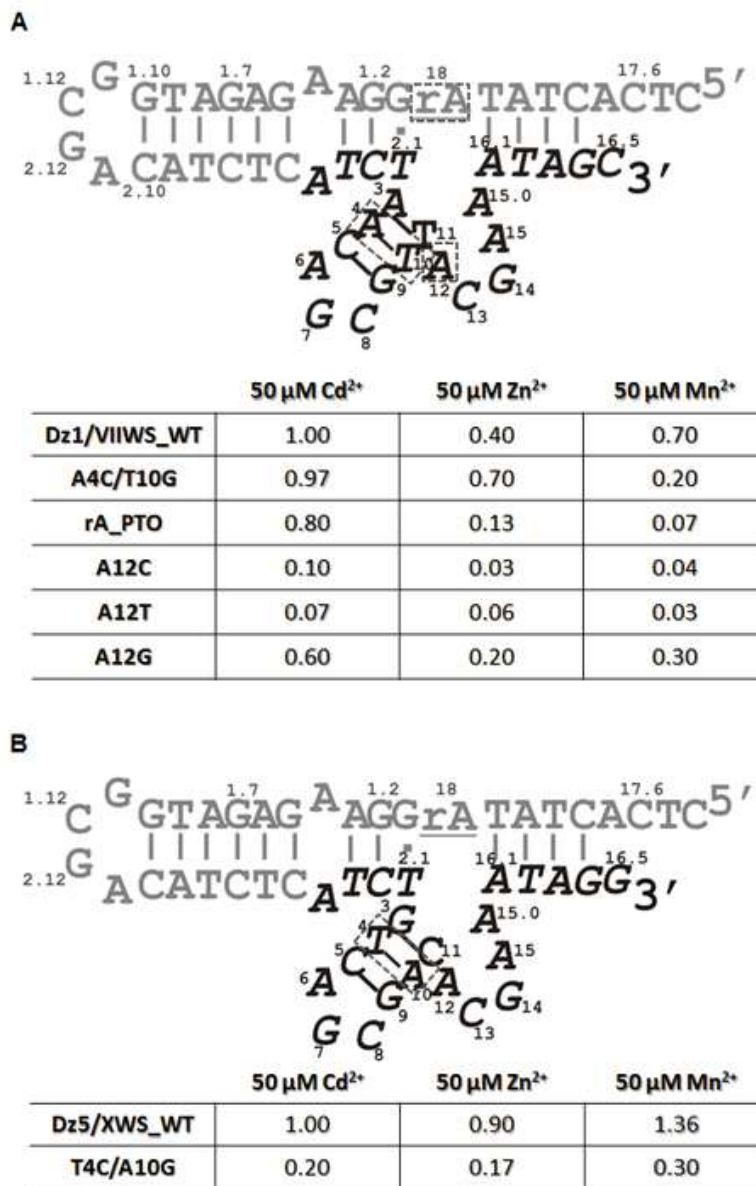 A
1.12 G 1.10 1.7 A 1.2 18 17.6
C GTAGAG AGG rA TATCACTC 5'
2.12 G A CATCTC A TCT 2.1 16.1 ATAGC 16.5 3'
2.10
3 A A 15.0
4 A T 11 A 15
5 C T 10 A 12 G 14
6 A G 9 C 13
7 G C 8
50 µM Cd²⁺ 50 µM Zn²⁺ 50 µM Mn²⁺
Dz1/VIIWS_WT 1.00 0.40 0.70
A4C/T10G 0.97 0.70 0.20
rA_PTO 0.80 0.13 0.07
A12C 0.10 0.03 0.04
A12T 0.07 0.06 0.03
A12G 0.60 0.20 0.30
B
1.12 G 1.7 A 1.2 18 17.6
C GTAGAG AGG rA TATCACTC 5'
2.12 G A CATCTC A TCT 2.1 16.1 ATAGG 16.5 3'
3 G A 15.0
4 T C 11 A 15
5 C A 10 A 12 G 14
6 A G 9 C 13
7 G C 8
50 µM Cd²⁺ 50 µM Zn²⁺ 50 µM Mn²⁺
Dz5/XWS_WT 1.00 0.90 1.36
T4C/A10G 0.20 0.17 0.30